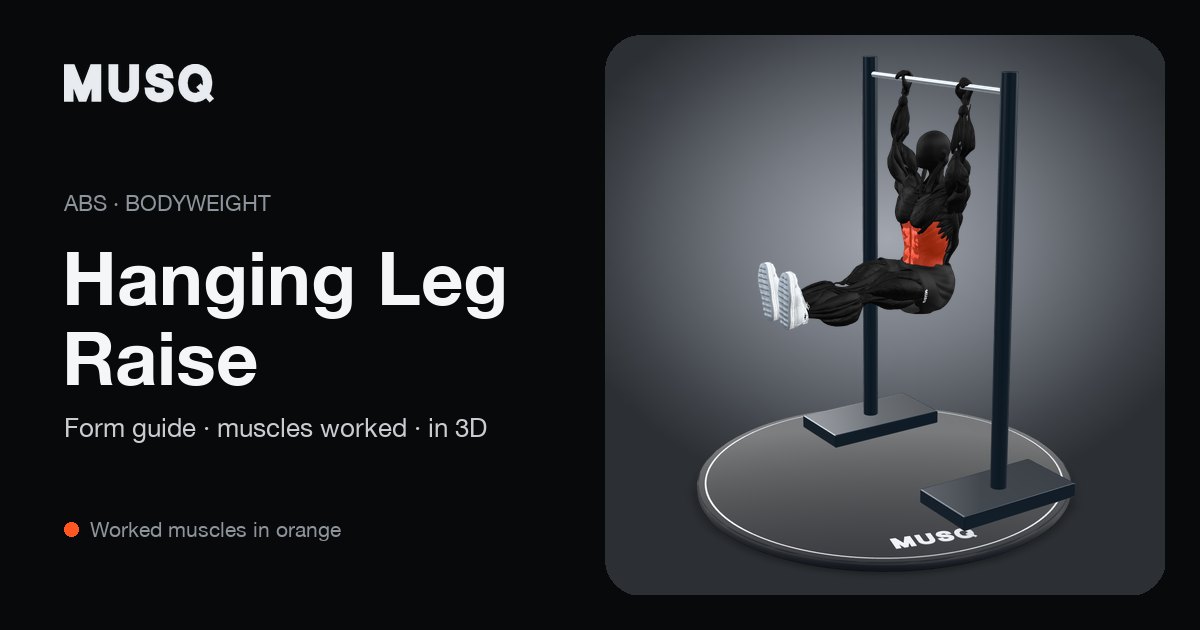 MUSQ
ABS · BODYWEIGHT
Hanging Leg
Raise
Form guide · muscles worked · in 3D
Worked muscles in orange
MUSQ